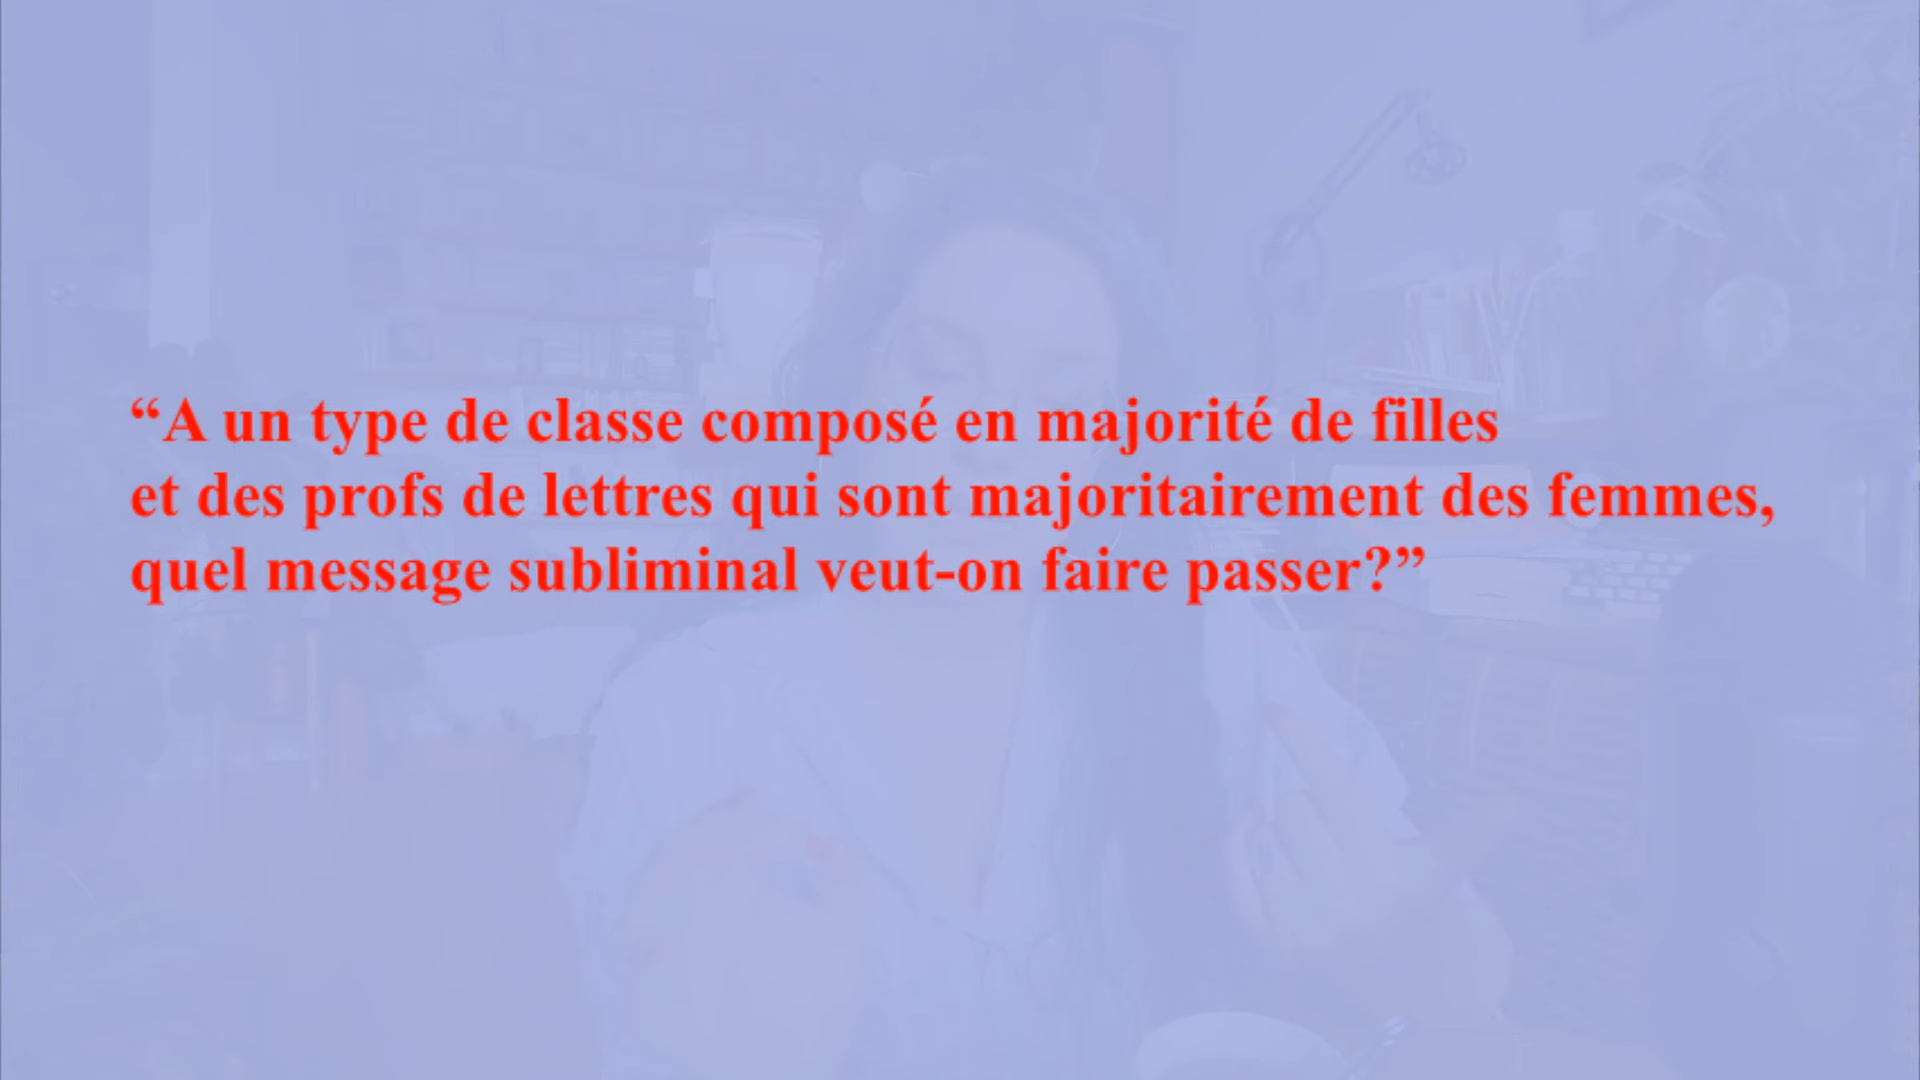 “A un type de classe composé en majorité de filles
et des profs de lettres qui sont majoritairement des femmes,
quel message subliminal veut-on faire passer?”